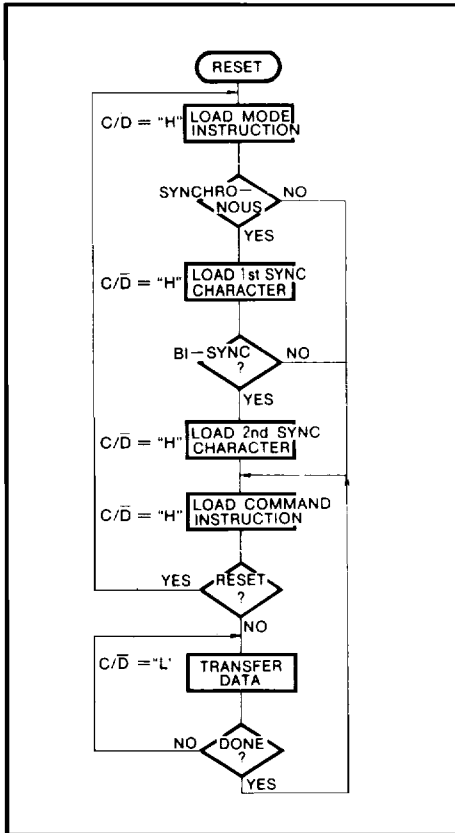 RESET
C/D = "H" LOAD MODE
INSTRUCTION
SYNCHRO-
NOUS
NO
YES
C/D̅ = "H" LOAD 1st SYNC
CHARACTER
BI-SYNC
?
NO
YES
C/D̅ = "H" LOAD 2nd SYNC
CHARACTER
C/D̅ = "H" LOAD COMMAND
INSTRUCTION
YES
RESET
?
NO
C/D̅ = "L'
TRANSFER
DATA
NO
DONE
?
YES